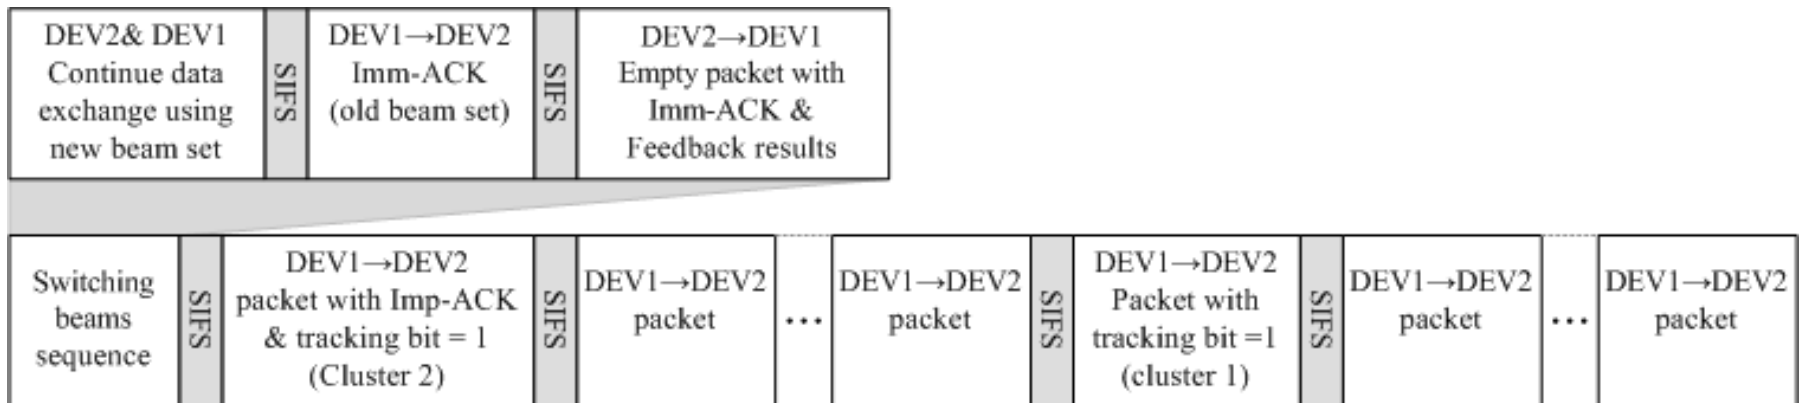 DEV2& DEV1
Continue data
exchange using
new beam set
SIFS
DEV1→DEV2
Imm-ACK
(old beam set)
SIFS
DEV2→DEV1
Empty packet with
Imm-ACK &
Feedback results
Switching
beams
sequence
SIFS
DEV1→DEV2
packet with Imp-ACK
& tracking bit = 1
(Cluster 2)
SIFS
DEV1→DEV2
packet
...
DEV1→DEV2
packet
SIFS
DEV1→DEV2
Packet with
tracking bit =1
(cluster 1)
SIFS
DEV1→DEV2
packet
...
DEV1→DEV2
packet